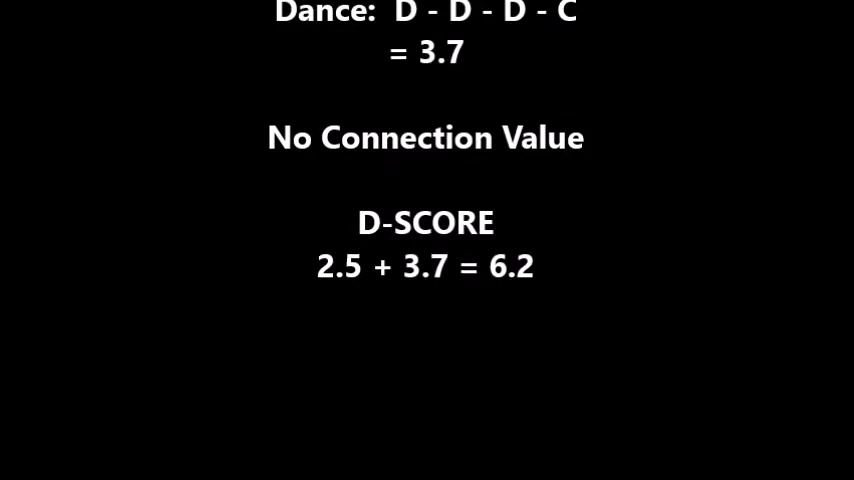 Dance: D - D - D - C
= 3.7
No Connection Value
D-SCORE
2.5 + 3.7 = 6.2